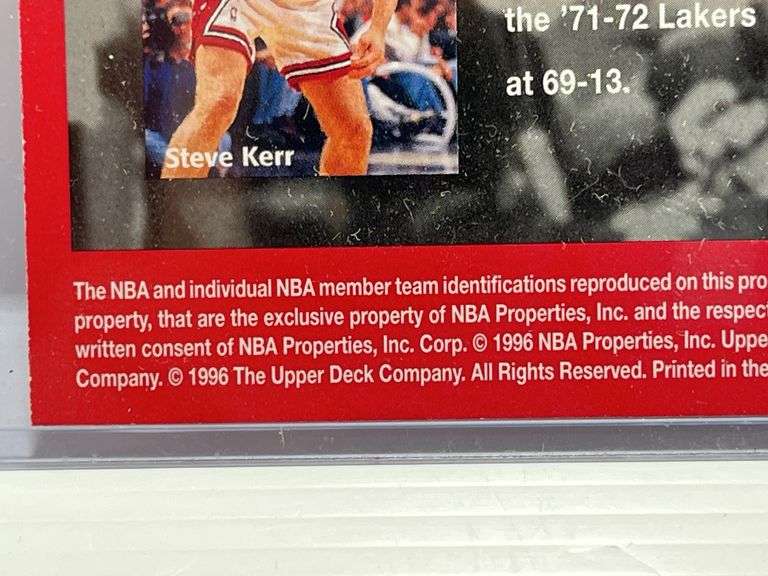 the '71-72 Lakers
at 69-13.
Steve Kerr
The NBA and individual NBA member team identifications reproduced on this pro
property, that are the exclusive property of NBA Properties, Inc. and the respect
written consent of NBA Properties, Inc. Corp. © 1996 NBA Properties, Inc. Uppe
Company. © 1996 The Upper Deck Company. All Rights Reserved. Printed in the